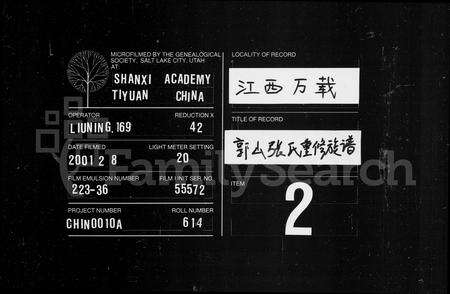 MICROFILMED BY THE GENEALOGICAL
SOCIETY, SALT LAKE CITY, UTAH
AT
SHANXI ACADEMY
TIYUAN CHINA
OPERATOR REDUCTION X
LIUNING, 169 42
DATE FILMED LIGHT METER SETTING
2001 2 8 20
FILM EMULSION NUMBER FILM UNIT SER. NO.
223-36 55572
PROJECT NUMBER ROLL NUMBER
CHIN0010A 614
LOCALITY OF RECORD
江西万载
TITLE OF RECORD
郭山张氏重修族谱
ITEM
2
FamilySearch